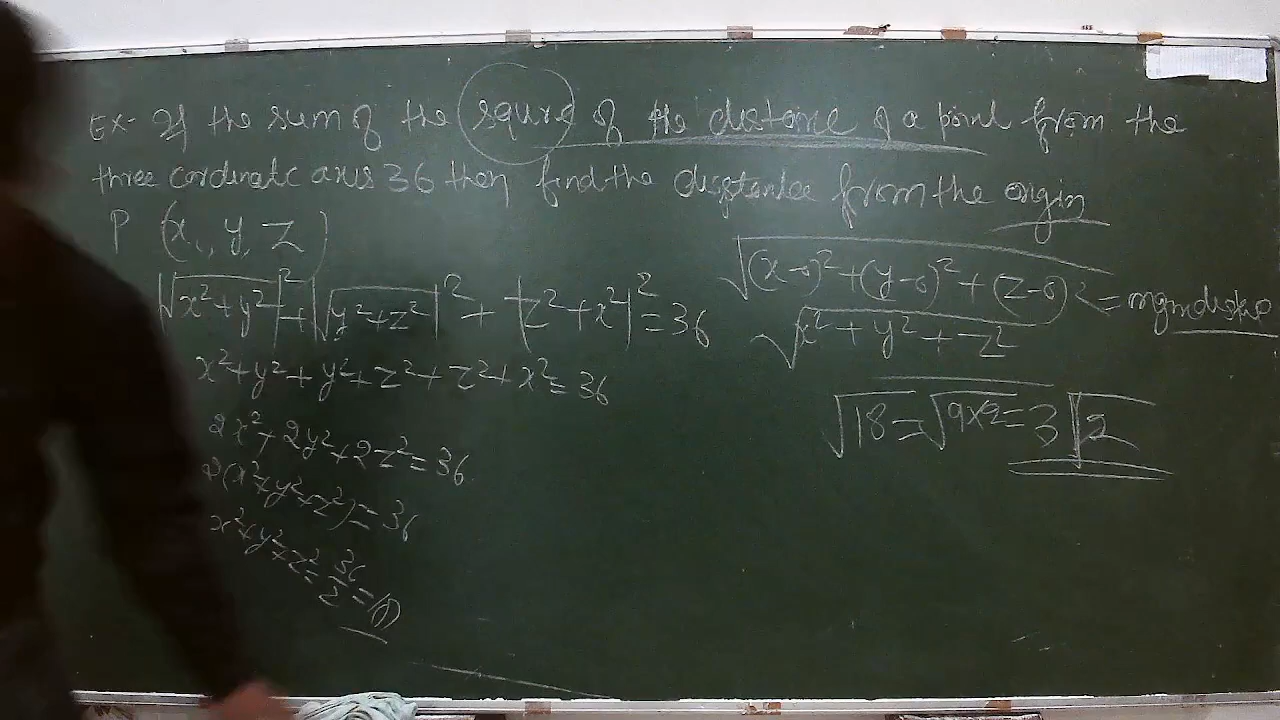 Ex- If the sum of the squre of the distance of a point from the
three cordinate axis 36 then find the disptance from the origin
P (x, y, z)
|√x²+y²|² + |√y²+z²|² + |z²+x²|² = 36
x²+y²+y²+z²+z²+x²=36
2x²+2y²+2z²=36
2(x²+y²+z²)=36
x²+y²+z²=36/2=18
√(x-0)²+(y-0)²+(z-0)² =
√x²+y²+z²
√18=√9x2=3√2